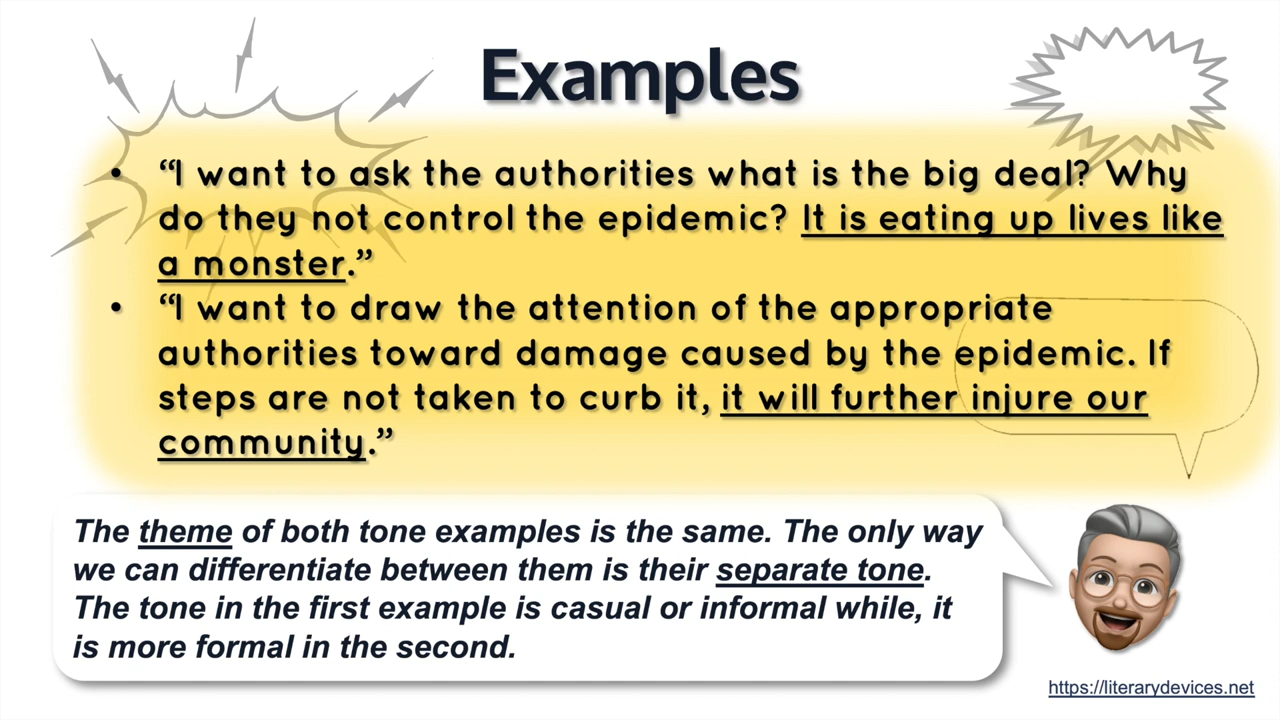 Examples
• “I want to ask the authorities what is the big deal? Why
do they not control the epidemic? It is eating up lives like
a monster.”
• “I want to draw the attention of the appropriate
authorities toward damage caused by the epidemic. If
steps are not taken to curb it, it will further injure our
community.”
The theme of both tone examples is the same. The only way
we can differentiate between them is their separate tone.
The tone in the first example is casual or informal while, it
is more formal in the second.
https://literarydevices.net